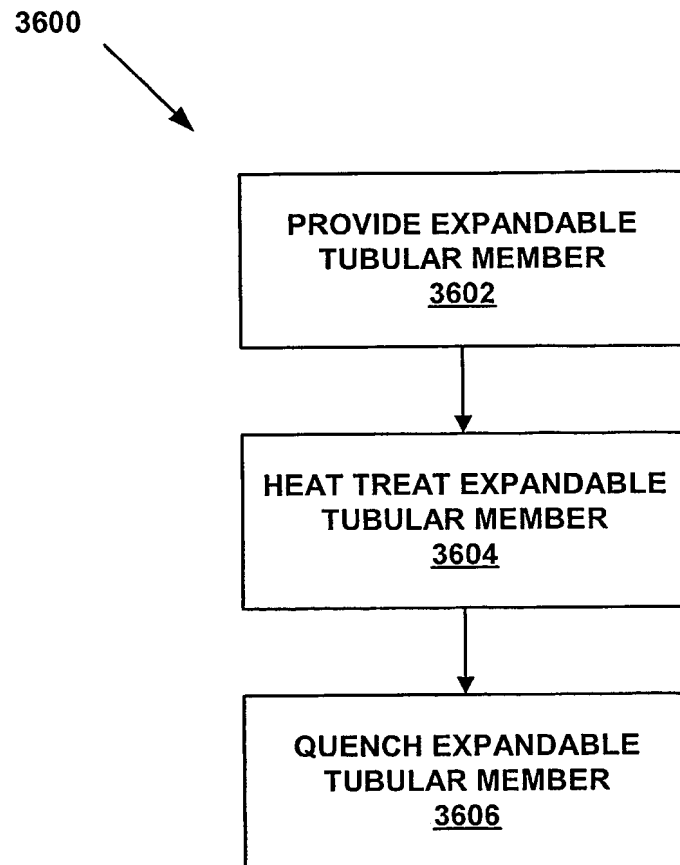 3600
PROVIDE EXPANDABLE
TUBULAR MEMBER
3602
HEAT TREAT EXPANDABLE
TUBULAR MEMBER
3604
QUENCH EXPANDABLE
TUBULAR MEMBER
3606